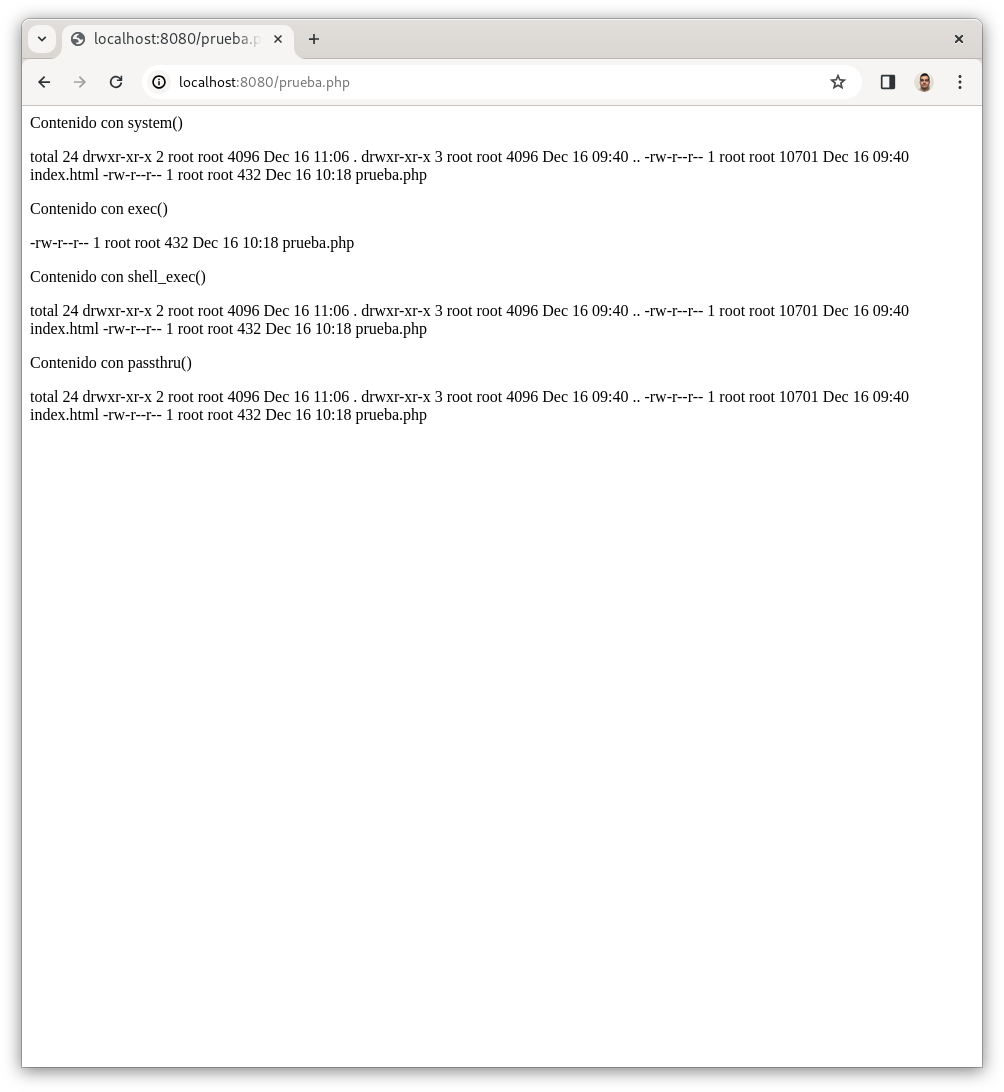 localhost:8080/prueba.p
localhost:8080/prueba.php
Contenido con system()
total 24 drwxr-xr-x 2 root root 4096 Dec 16 11:06 . drwxr-xr-x 3 root root 4096 Dec 16 09:40 .. -rw-r--r-- 1 root root 10701 Dec 16 09:40
index.html -rw-r--r-- 1 root root 432 Dec 16 10:18 prueba.php
Contenido con exec()
-rw-r--r-- 1 root root 432 Dec 16 10:18 prueba.php
Contenido con shell_exec()
total 24 drwxr-xr-x 2 root root 4096 Dec 16 11:06 . drwxr-xr-x 3 root root 4096 Dec 16 09:40 .. -rw-r--r-- 1 root root 10701 Dec 16 09:40
index.html -rw-r--r-- 1 root root 432 Dec 16 10:18 prueba.php
Contenido con passthru()
total 24 drwxr-xr-x 2 root root 4096 Dec 16 11:06 . drwxr-xr-x 3 root root 4096 Dec 16 09:40 .. -rw-r--r-- 1 root root 10701 Dec 16 09:40
index.html -rw-r--r-- 1 root root 432 Dec 16 10:18 prueba.php